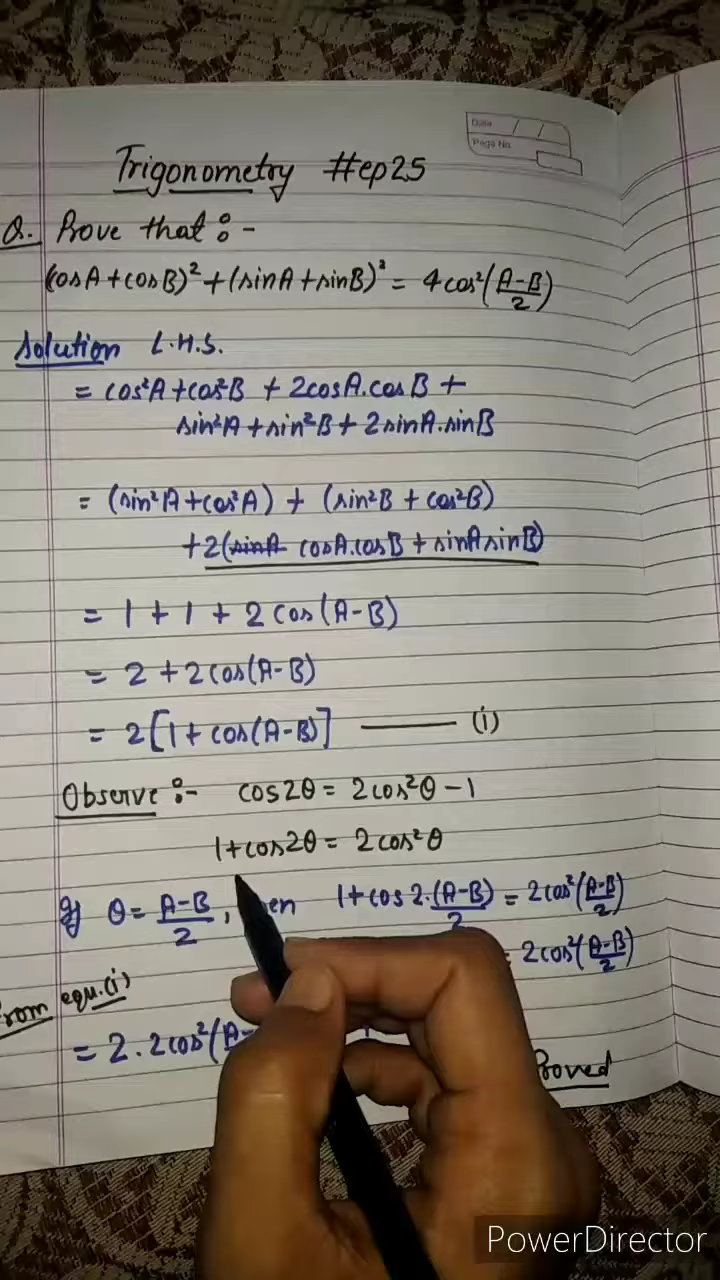 Date / /
Page No.
Trigonometry #ep25
Q. Prove that :-
(cosA+cosB)²+(sinA+sinB)² = 4cos²(A-B/2)
Solution L.H.S.
= cos²A+cos²B + 2cosA.cosB +
sin²A+sin²B+2sinA.sinB
= (sin²A+cos²A) + (sin²B + cos²B)
+2(sinA cosA.cosB + sinAsinB)
= 1 + 1 + 2 cos(A-B)
= 2 + 2cos(A-B)
= 2[1+ cos(A-B)] ——— (i)
Observe :- cos2θ = 2cos²θ -1
1+cos2θ = 2cos²θ
If θ= A-B/2, en 1+cos 2.(A-B)/2 = 2cos²(A-B/2)
= 2cos²(A-B/2)
From equ.(i)
= 2.2cos²(A-
Proved
PowerDirector